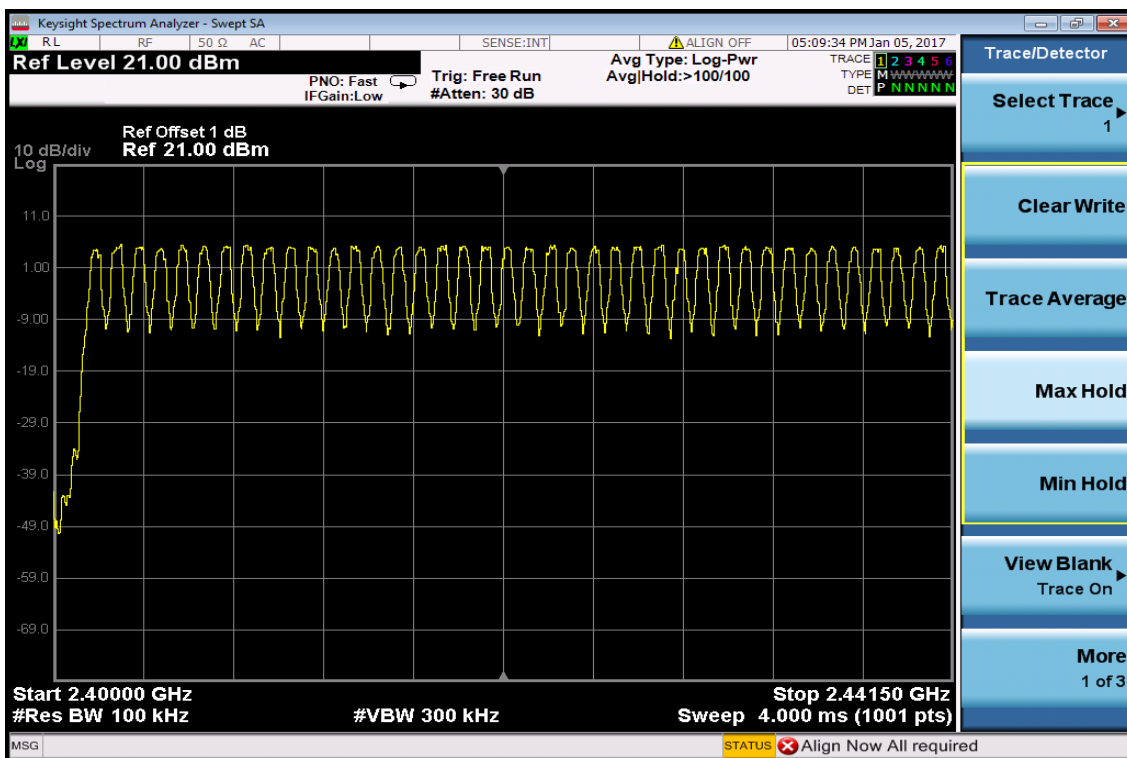 Keysight Spectrum Analyzer - Swept SA
LXI RL RF 50 Ω AC SENSE:INT ALIGN OFF 05:09:34 PM Jan 05, 2017
Ref Level 21.00 dBm
PNO: Fast
IFGain:Low
Trig: Free Run
#Atten: 30 dB
Avg Type: Log-Pwr
Avg|Hold:>100/100
TRACE 1 2 3 4 5 6
TYPE M WWWWW
DET P N N N N N
Ref Offset 1 dB
10 dB/div Ref 21.00 dBm
Log
11.0
1.00
-9.00
-19.0
-29.0
-39.0
-49.0
-59.0
-69.0
Start 2.40000 GHz Stop 2.44150 GHz
#Res BW 100 kHz #VBW 300 kHz Sweep 4.000 ms (1001 pts)
MSG STATUS Align Now All required
Trace/Detector
Select Trace
1
Clear Write
Trace Average
Max Hold
Min Hold
View Blank
Trace On
More
1 of 3